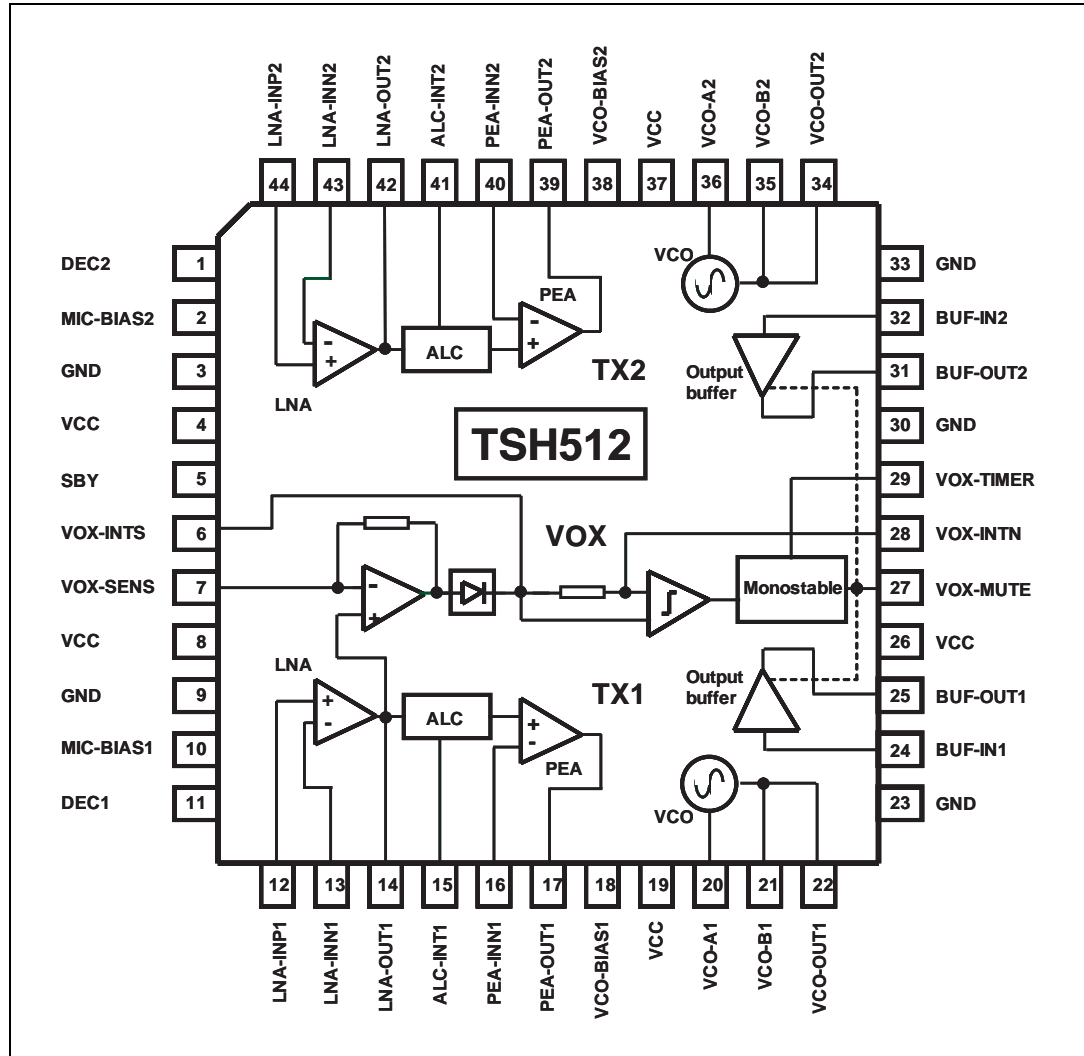 LNA-INP2
LNA-INN2
LNA-OUT2
ALC-INT2
PEA-INN2
PEA-OUT2
VCO-BIAS2
VCC
VCO-A2
VCO-B2
VCO-OUT2
44
43
42
41
40
39
38
37
36
35
34
DEC2
1
MIC-BIAS2
2
GND
3
VCC
4
SBY
5
VOX-INTS
6
VOX-SENS
7
VCC
8
GND
9
MIC-BIAS1
10
DEC1
11
-
+
LNA
ALC
-
+
PEA
TX2
VCO
Output
buffer
TSH512
VOX
-
+
Monostable
LNA
+
-
ALC
+
-
PEA
TX1
Output
buffer
VCO
33
GND
32
BUF-IN2
31
BUF-OUT2
30
GND
29
VOX-TIMER
28
VOX-INTN
27
VOX-MUTE
26
VCC
25
BUF-OUT1
24
BUF-IN1
23
GND
12
13
14
15
16
17
18
19
20
21
22
LNA-INP1
LNA-INN1
LNA-OUT1
ALC-INT1
PEA-INN1
PEA-OUT1
VCO-BIAS1
VCC
VCO-A1
VCO-B1
VCO-OUT1